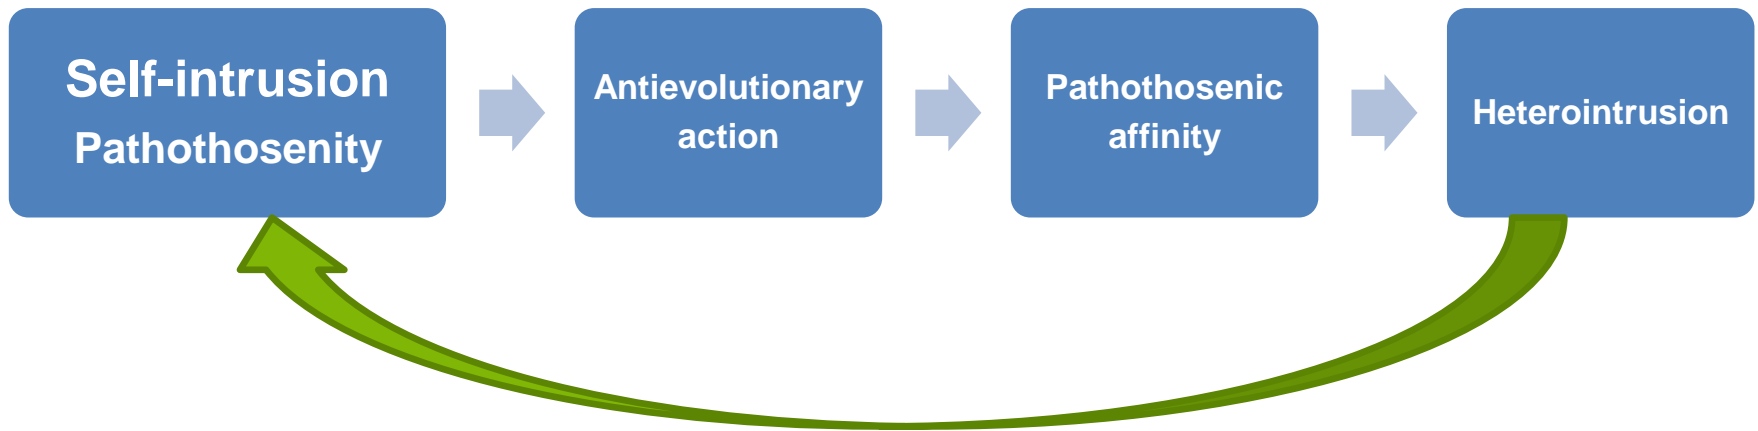 Self-intrusion
Pathothosenity
Antievolutionary
action
Pathothosenic
affinity
Heterointrusion